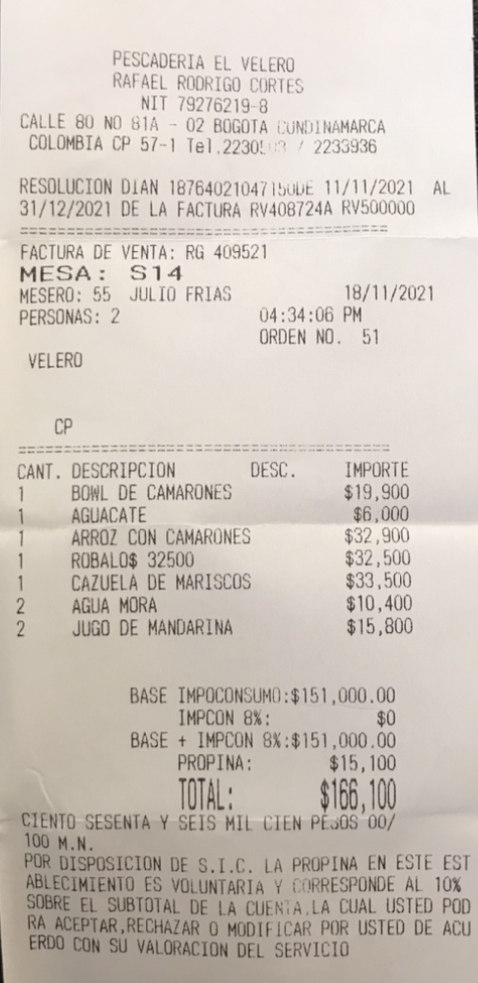 PESCADERIA EL VELERO
RAFAEL RODRIGO CORTES
NIT 79276219-8
CALLE 80 NO 81A - 02 BOGOTA CUNDINAMARCA
COLOMBIA CP 57-1 Tel. / 2233936
RESOLUCION DIAN 18764021047150DE 11/11/2021 AL
31/12/2021 DE LA FACTURA RV408724A RV500000
FACTURA DE VENTA: RG 409521
MESA: S14
MESERO: 55 JULIO FRIAS 18/11/2021
PERSONAS: 2 04:34:06 PM
ORDEN NO. 51
VELERO
CP
CANT. DESCRIPCION DESC. IMPORTE
1 BOWL DE CAMARONES $19,900
1 AGUACATE $6,000
1 ARROZ CON CAMARONES $32,900
1 ROBALO$ 32500 $32,500
1 CAZUELA DE MARISCOS $33,500
2 AGUA MORA $10,400
2 JUGO DE MANDARINA $15,800
BASE IMPOCONSUMO:$151,000.00
IMPCON 8%: $0
BASE + IMPCON 8%:$151,000.00
PROPINA: $15,100
TOTAL: $166,100
CIENTO SESENTA Y SEIS MIL CIEN PESOS 00/
100 M.N.
POR DISPOSICION DE S.I.C. LA PROPINA EN ESTE EST
ABLECIMIENTO ES VOLUNTARIA Y CORRESPONDE AL 10%
SOBRE EL SUBTOTAL DE LA CUENTA.LA CUAL USTED POD
RA ACEPTAR,RECHAZAR O MODIFICAR POR USTED DE ACU
ERDO CON SU VALORACION DEL SERVICIO